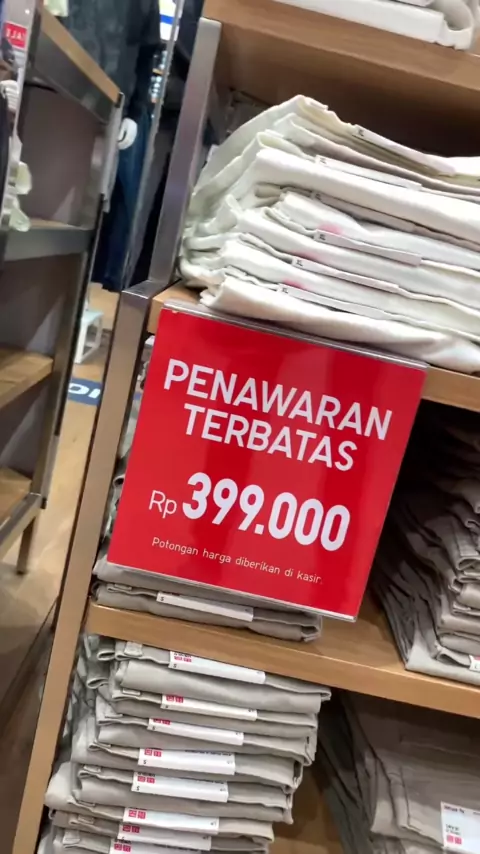 PENAWARAN
TERBATAS
Rp 399.000
Potongan harga diberikan di kasir.